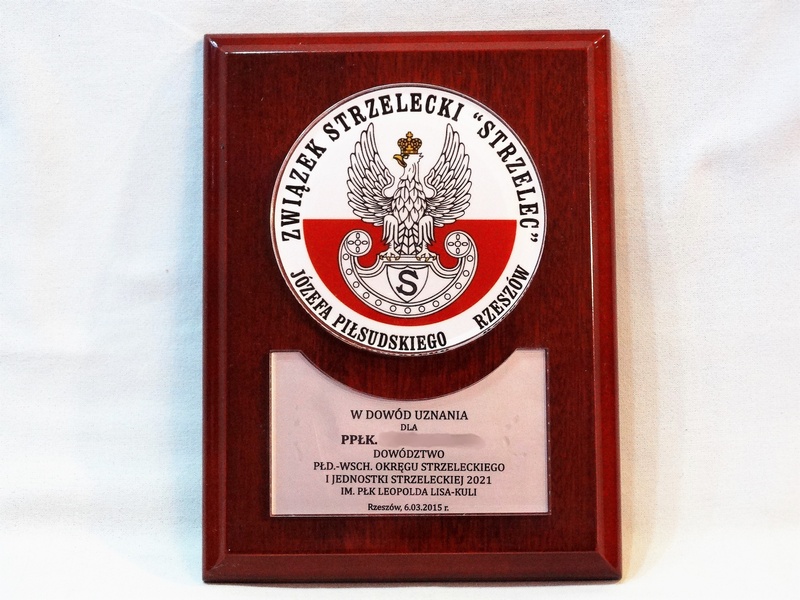 ZWIĄZEK STRZELECKI “STRZELEC”
JÓZEFA PIŁSUDSKIEGO RZESZÓW
S
W DOWÓD UZNANIA
DLA
PPŁK.
DOWÓDZTWO
PŁD.-WSCH. OKRĘGU STRZELECKIEGO
I JEDNOSTKI STRZELECKIEJ 2021
IM. PŁK LEOPOLDA LISA-KULI
Rzeszów, 6.03.2015 r.